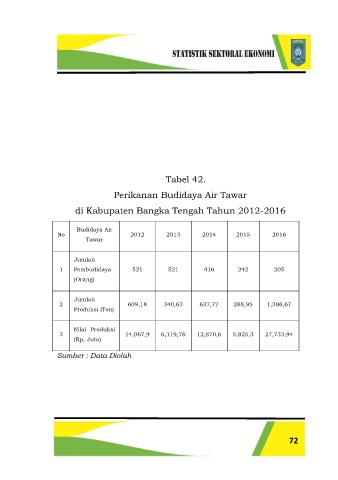 STATISTIK SEKTORAL EKONOMI
Tabel 42.
Perikanan Budidaya Air Tawar
di Kabupaten Bangka Tengah Tahun 2012-2016
No Budidaya Air Tawar 2012 2013 2014 2015 2016
1 Jumlah Pembudidaya (Orang) 521 521 416 242 205
2 Jumlah Produksi (Ton) 609,18 340,63 637,77 288,95 1,386,67
3 Nilai Produksi (Rp, Juta) 14,067,9 6,119,76 12,870,6 5,825,3 27,733,94
Sumber : Data Diolah
72